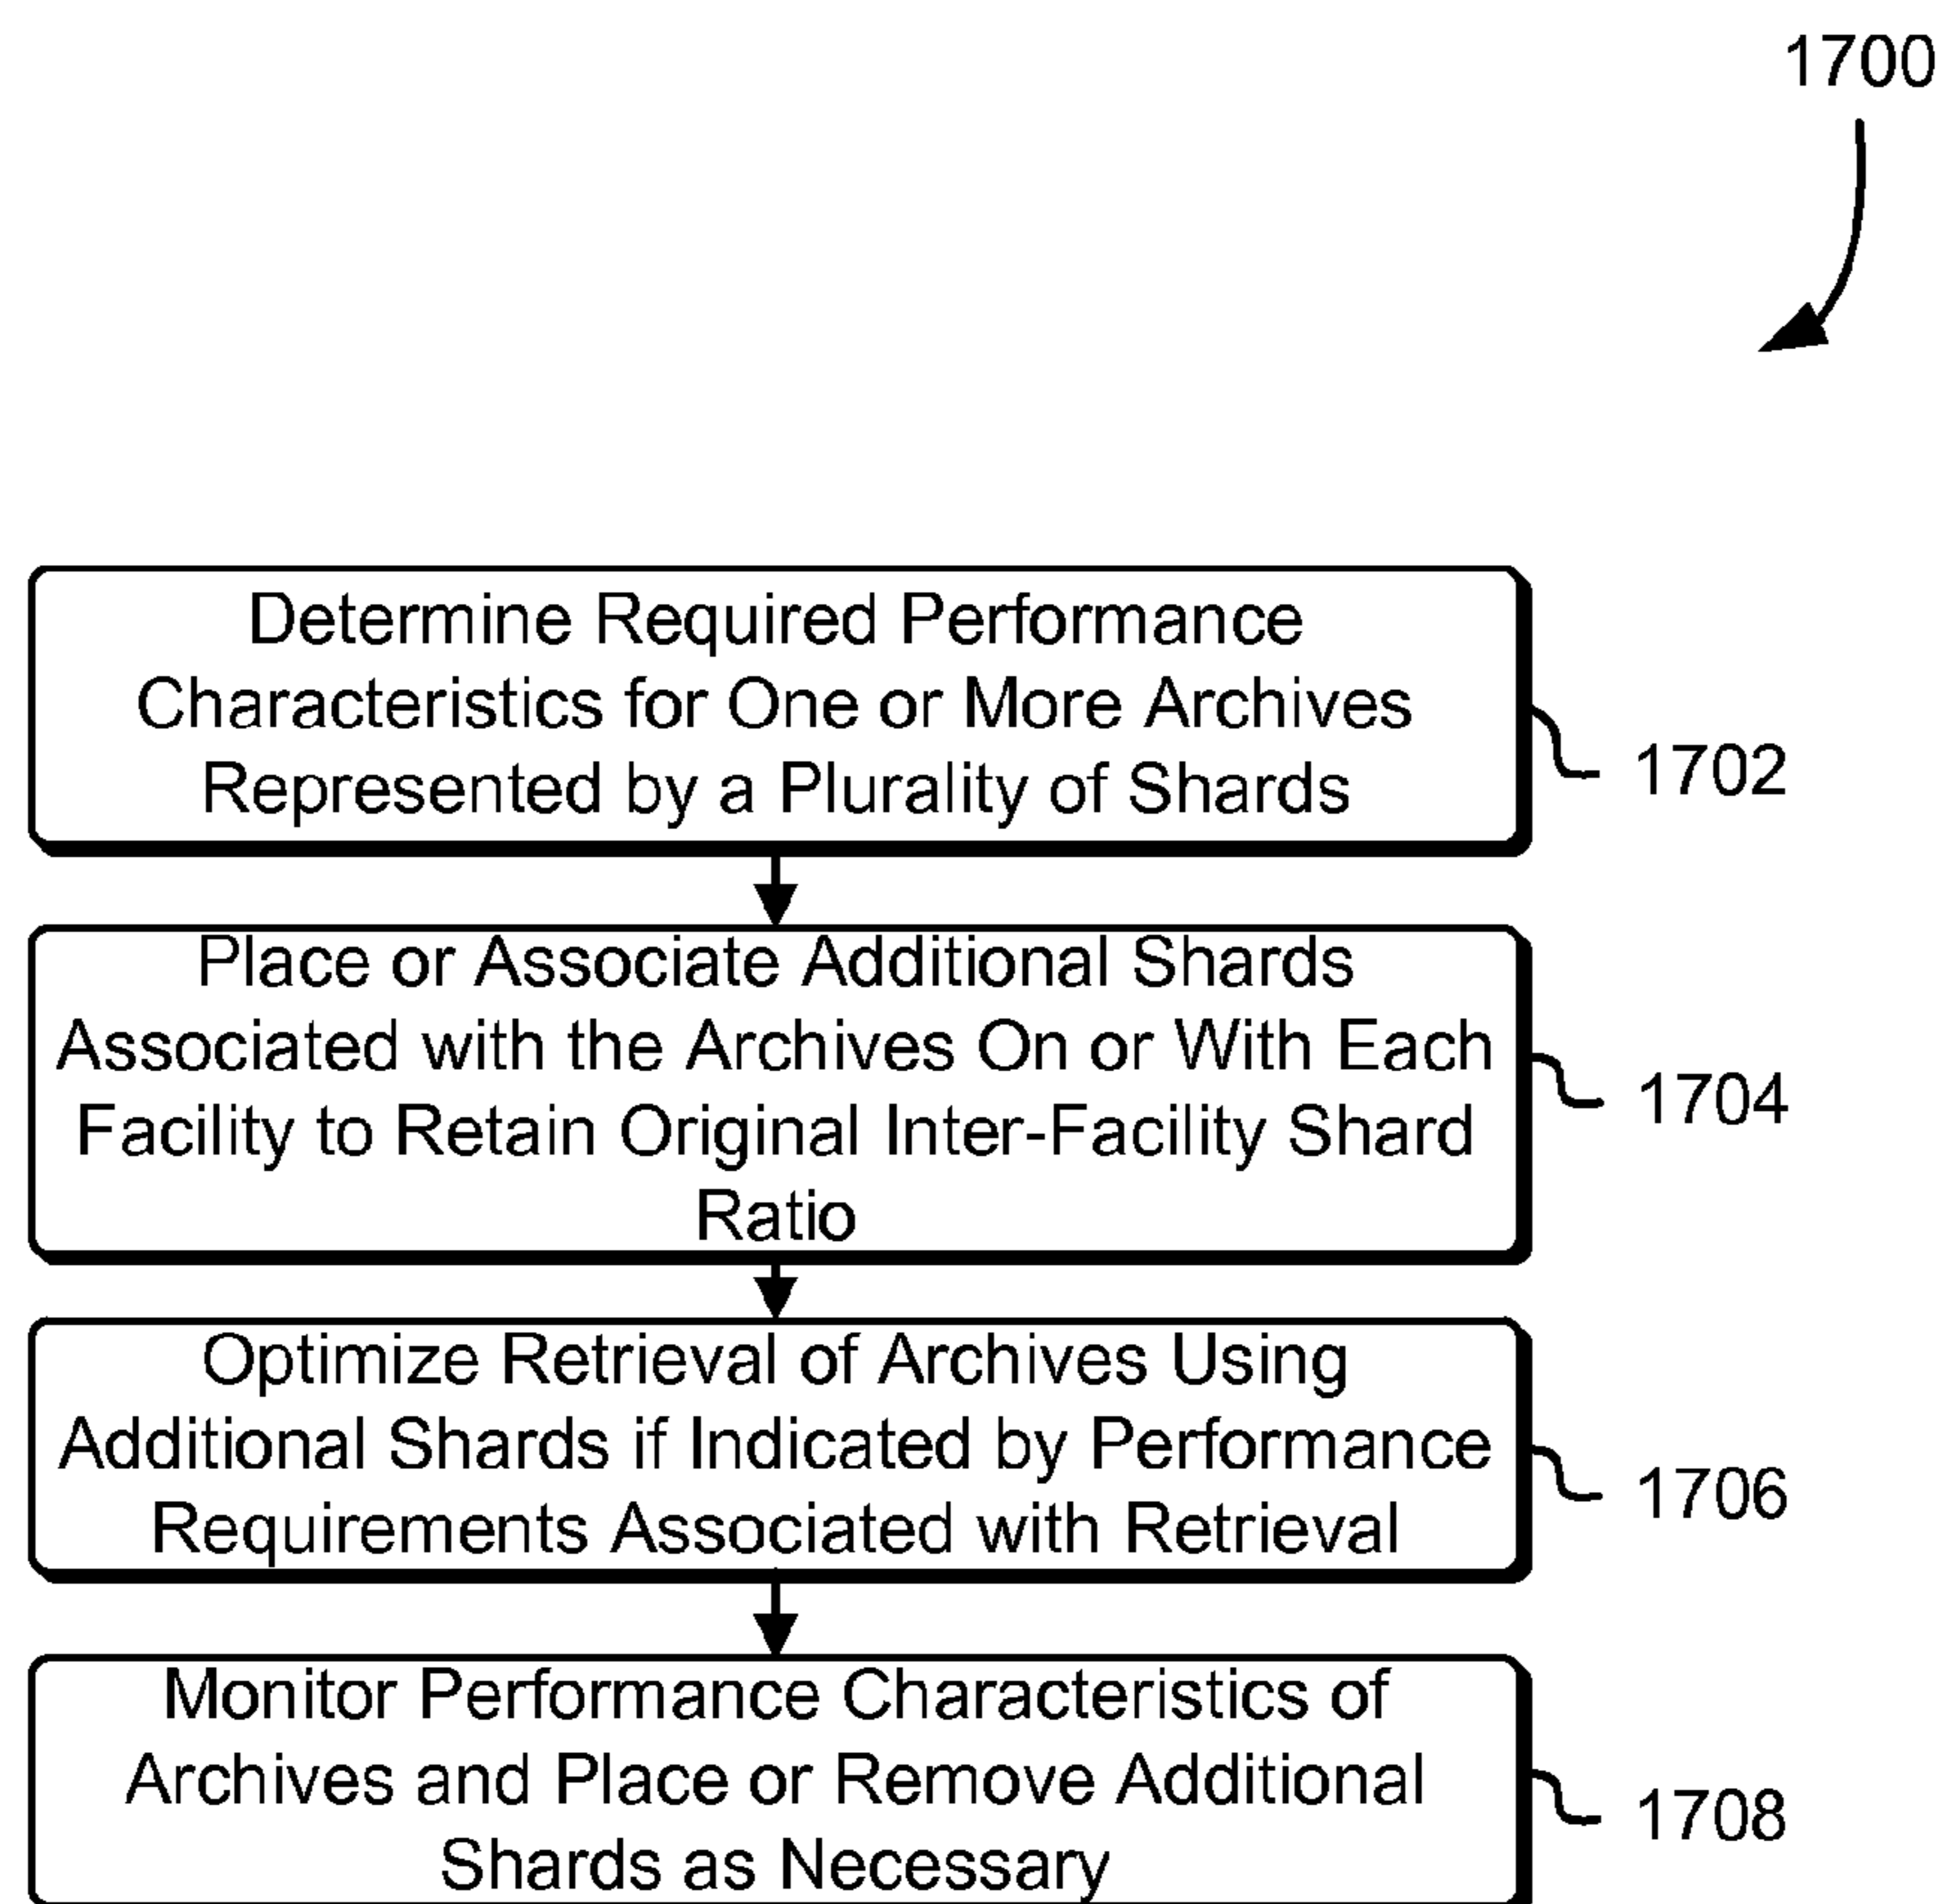 1700
Determine Required Performance
Characteristics for One or More Archives
Represented by a Plurality of Shards
1702
Place or Associate Additional Shards
Associated with the Archives On or With Each
Facility to Retain Original Inter-Facility Shard
Ratio
1704
Optimize Retrieval of Archives Using
Additional Shards if Indicated by Performance
Requirements Associated with Retrieval
1706
Monitor Performance Characteristics of
Archives and Place or Remove Additional
Shards as Necessary
1708